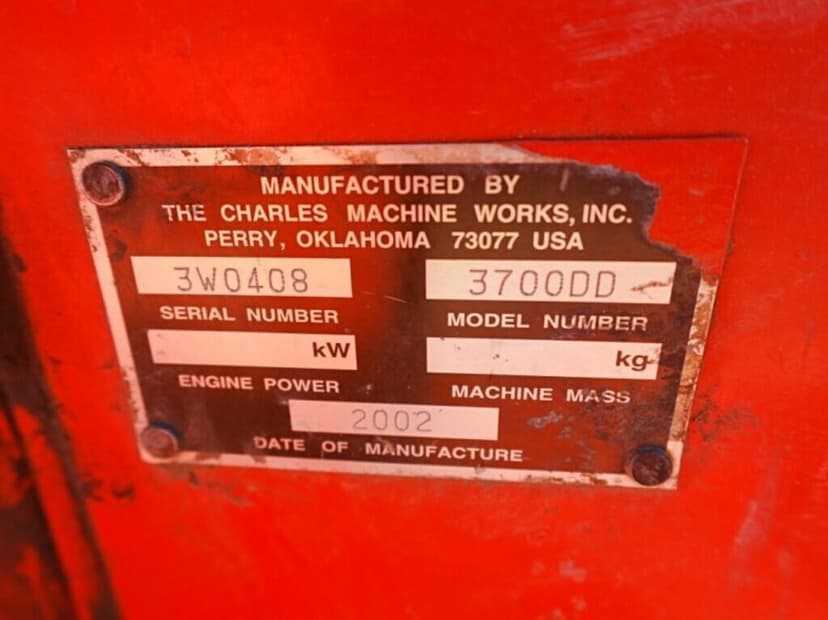 MANUFACTURED BY
THE CHARLES MACHINE WORKS, INC.
PERRY, OKLAHOMA 73077 USA
3W0408 3700DD
SERIAL NUMBER MODEL NUMBER
kW kg
ENGINE POWER MACHINE MASS
2002
DATE OF MANUFACTURE